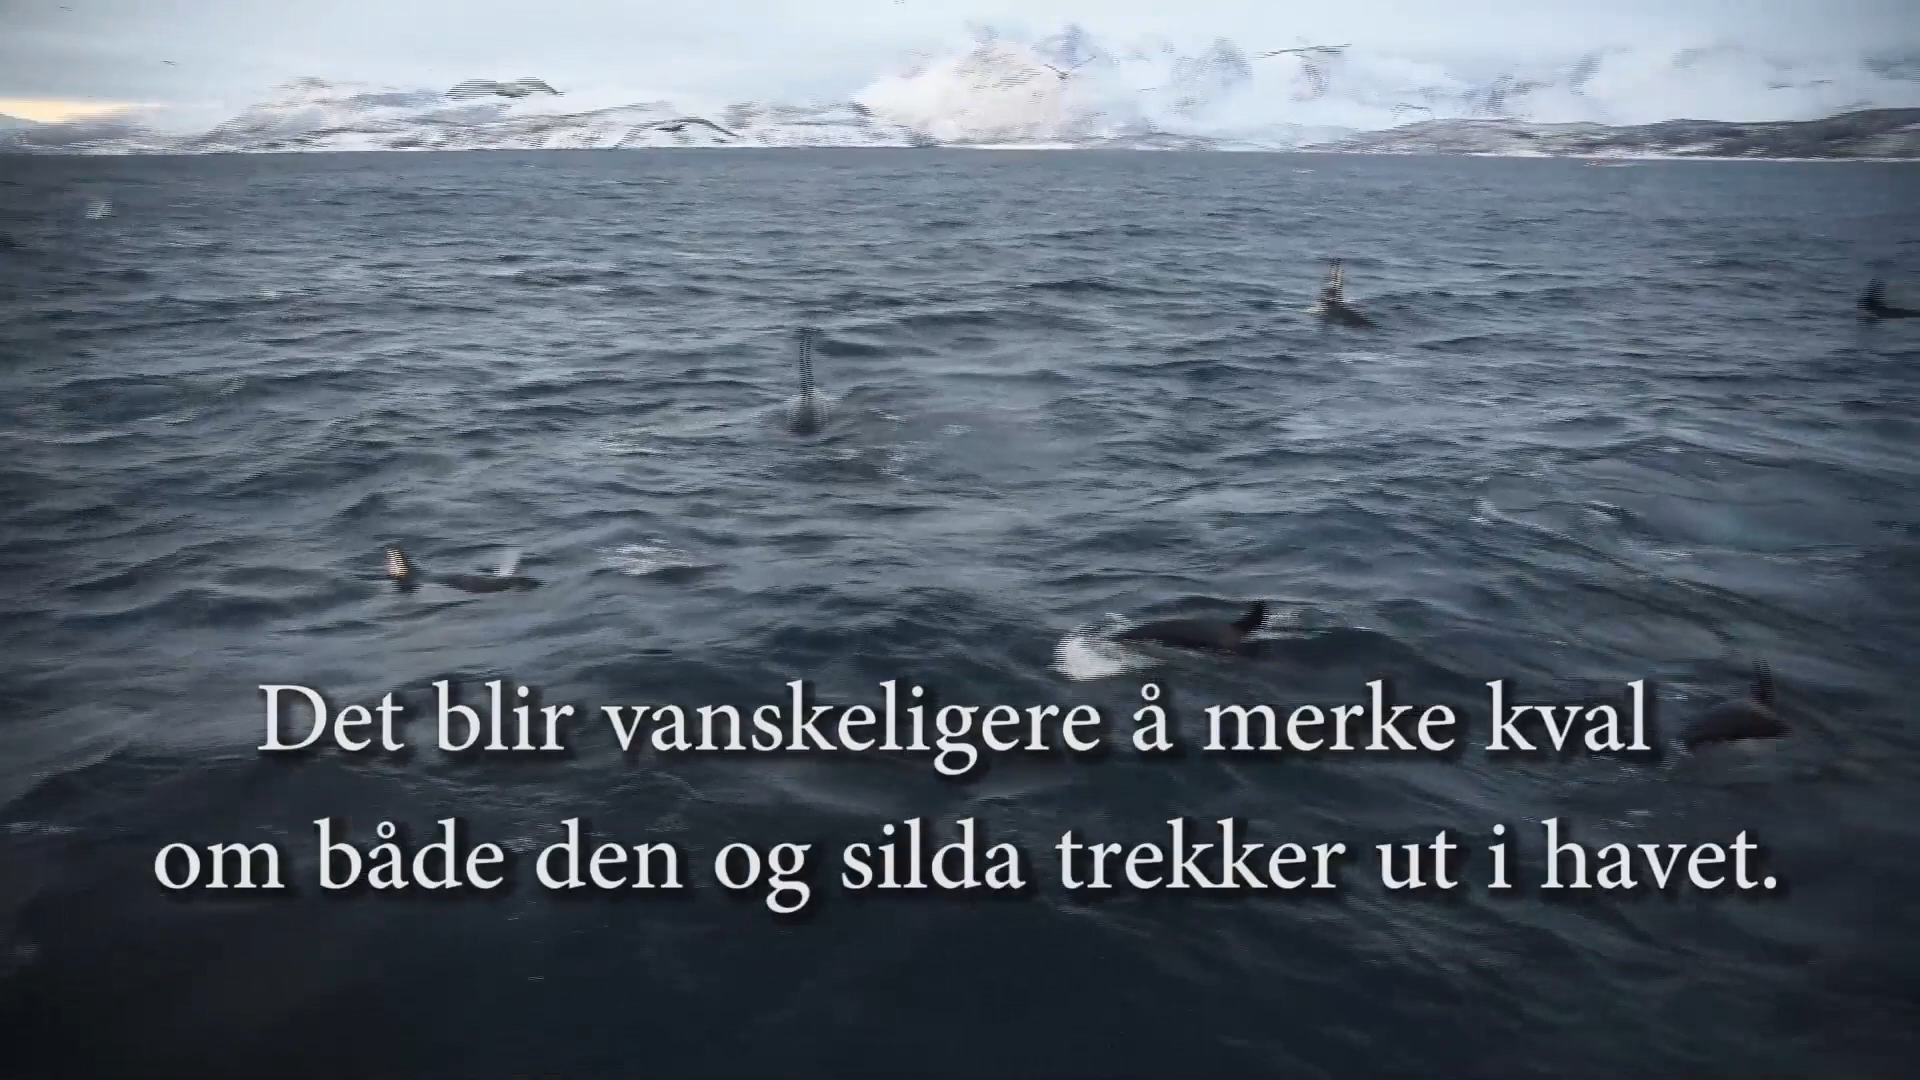 Det blir vanskeligere å merke kval
om både den og silda trekker ut i havet.